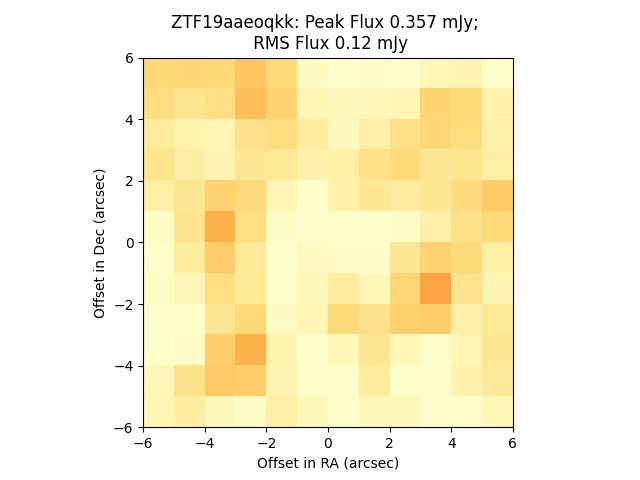 ZTF19aaeoqkk: Peak Flux 0.357 mJy;
RMS Flux 0.12 mJy
6
4
2
0
−2
−4
−6
Offset in Dec (arcsec)
−6 −4 −2 0 2 4 6
Offset in RA (arcsec)